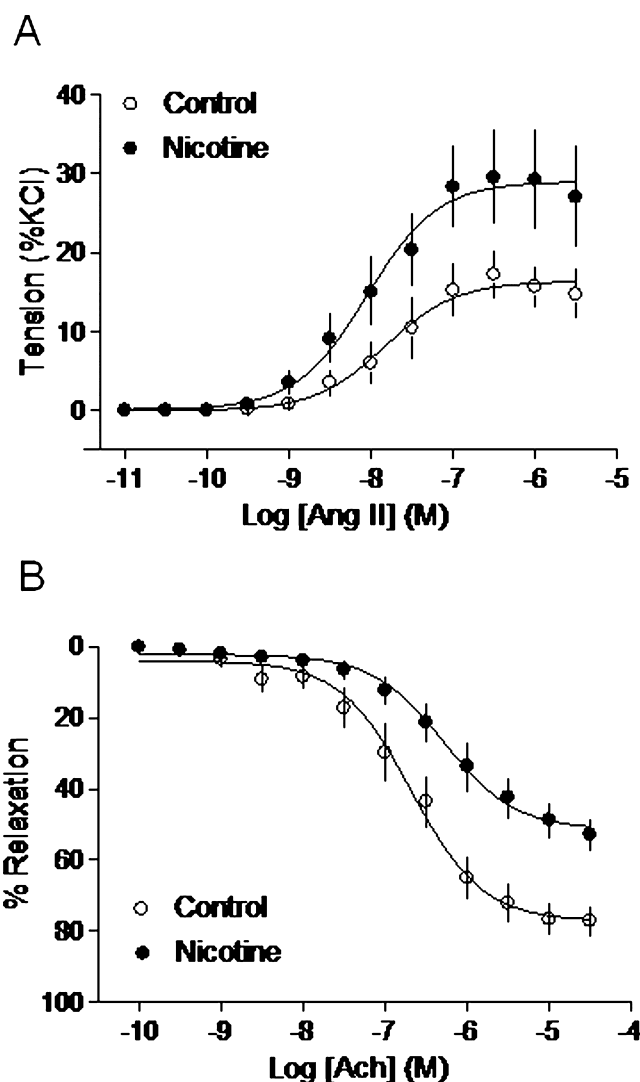 A
40
30
20
10
0
Tension (%KCl)
Control
Nicotine
-11 -10 -9 -8 -7 -6 -5
Log [Ang II] (M)
B
0
20
40
60
80
100
% Relaxation
Control
Nicotine
-10 -9 -8 -7 -6 -5 -4
Log [Ach] (M)